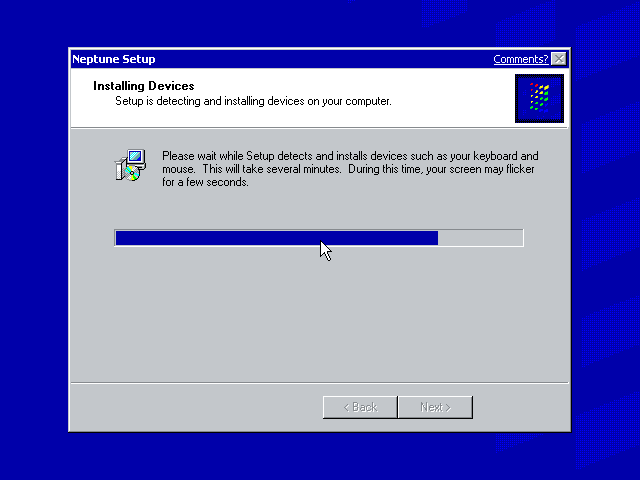 Neptune Setup
Comments?
Installing Devices
Setup is detecting and installing devices on your computer.
Please wait while Setup detects and installs devices such as your keyboard and
mouse.  This will take several minutes.  During this time, your screen may flicker
for a few seconds.
< Back
Next >